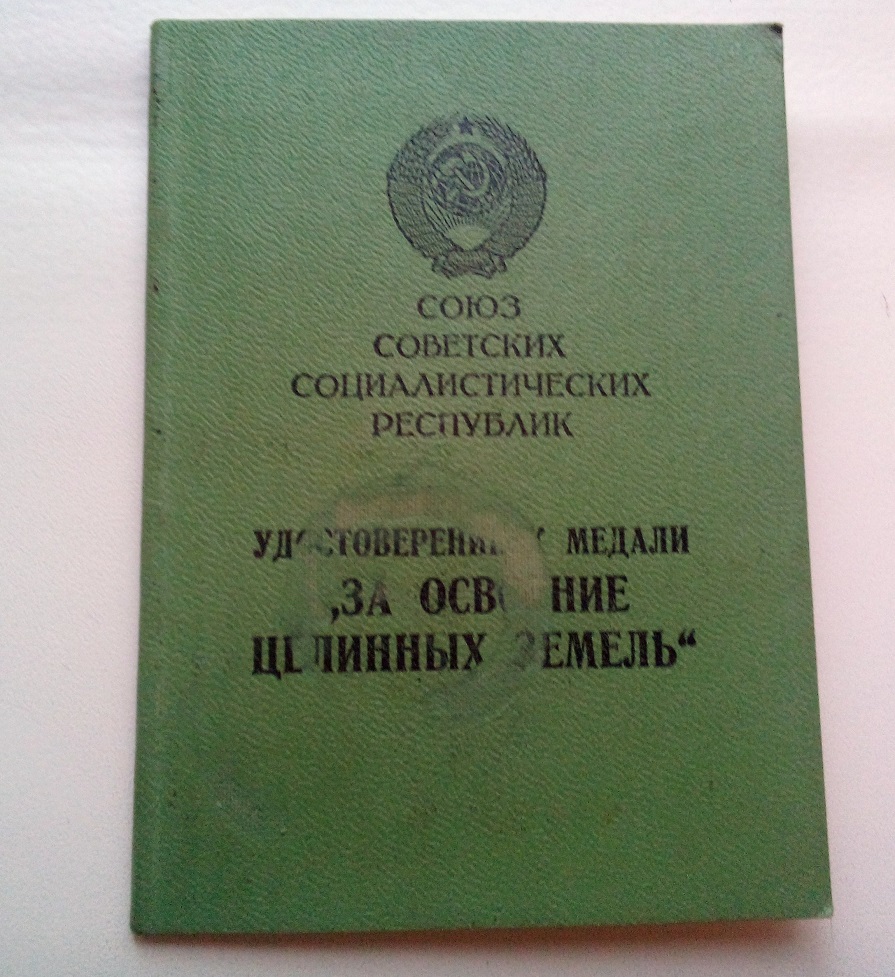 СОЮЗ
СОВЕТСКИХ
СОЦИАЛИСТИЧЕСКИХ
РЕСПУБЛИК
УДОСТОВЕРЕНИЕ К МЕДАЛИ
„ЗА ОСВОЕНИЕ
ЦЕЛИННЫХ ЗЕМЕЛЬ“